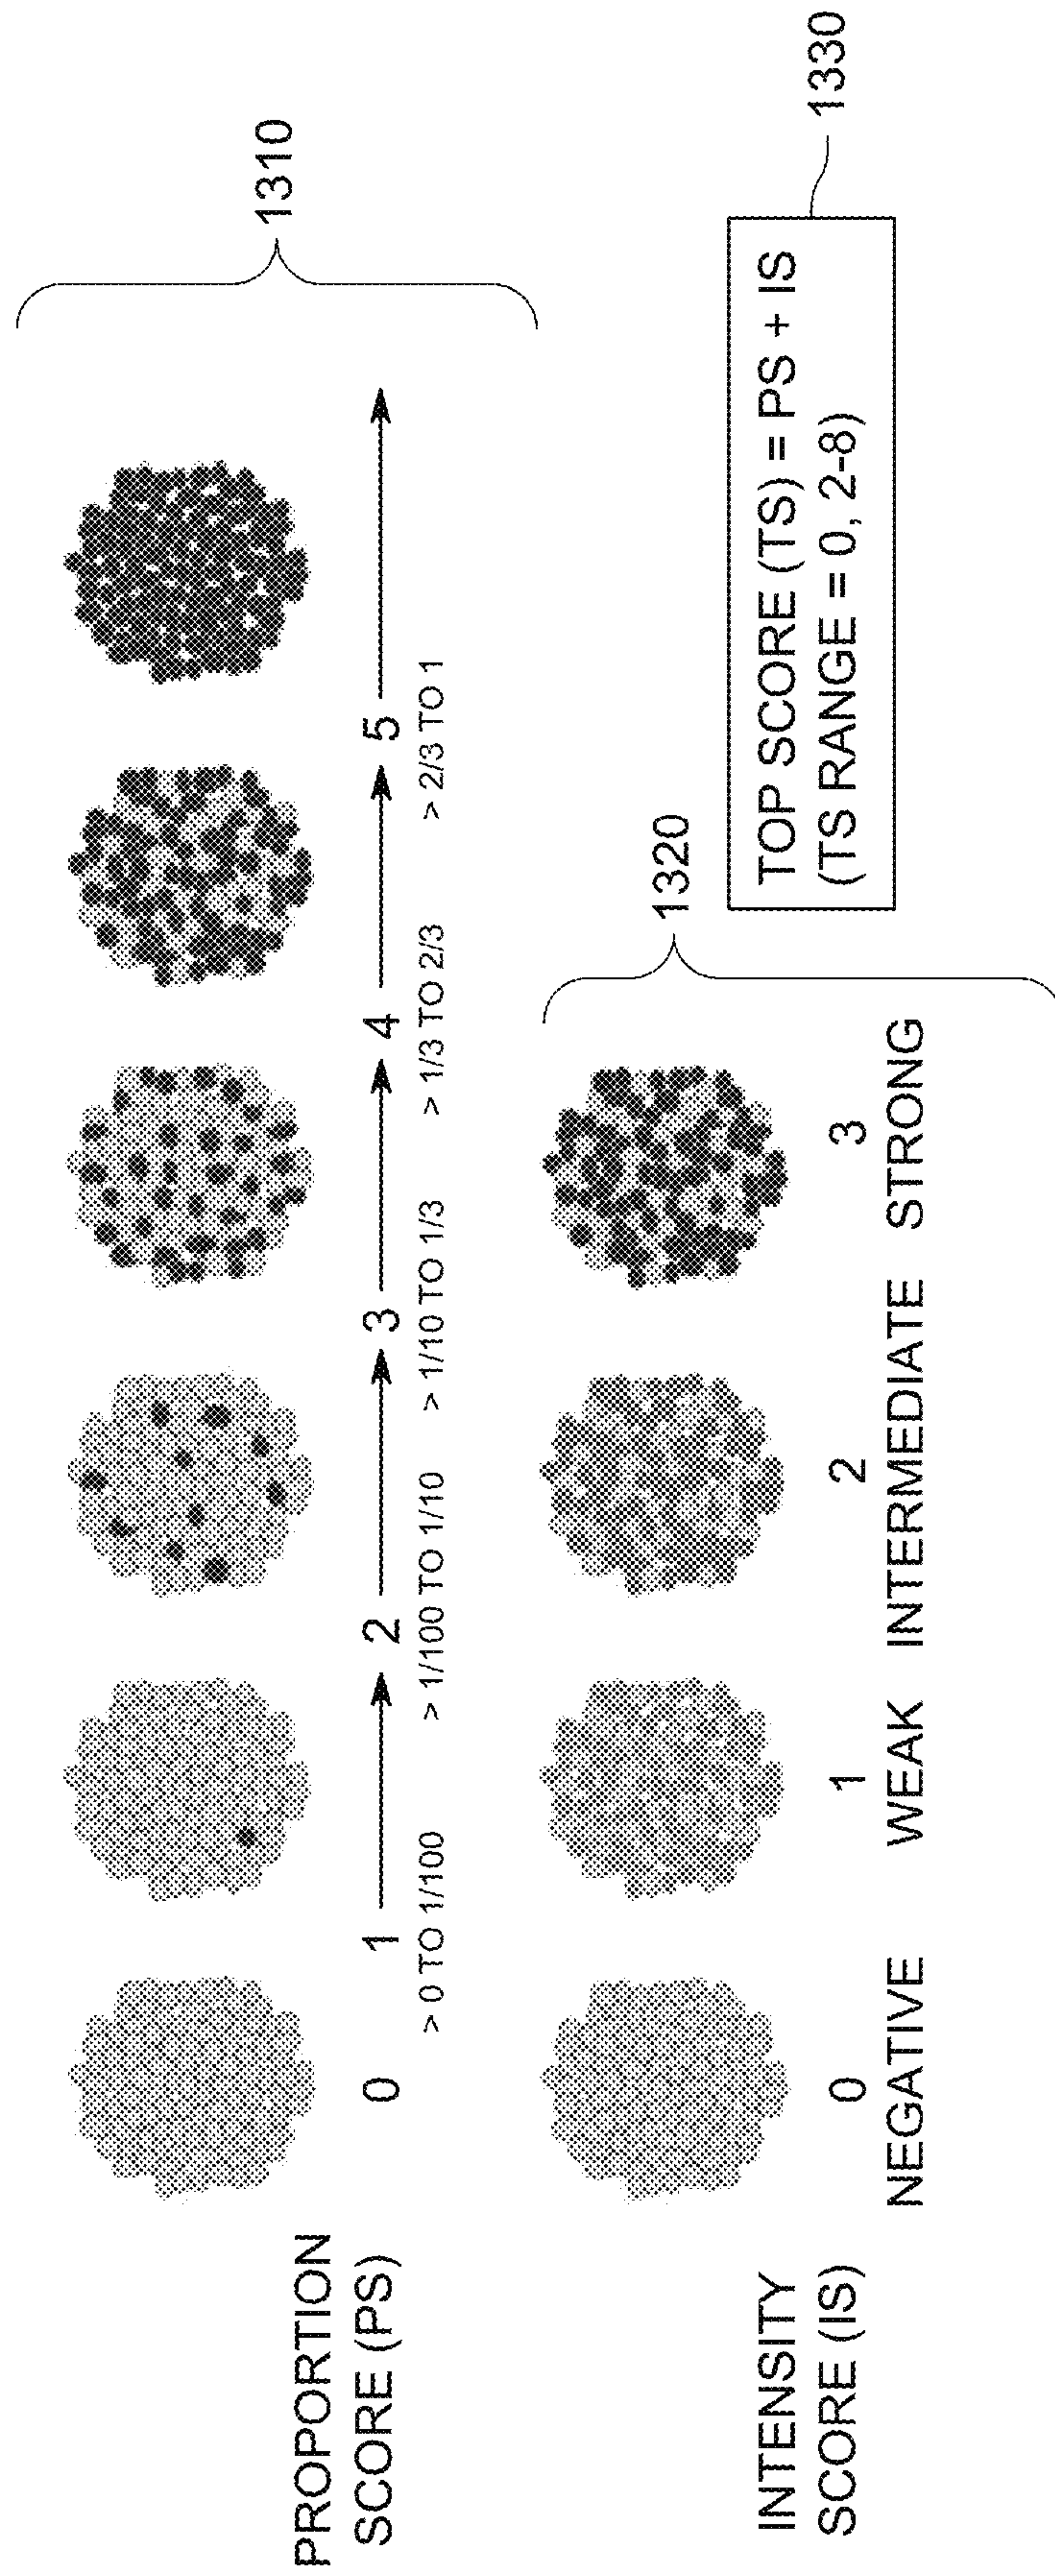 1310
PROPORTION
SCORE (PS)
0 1 2 3 4 5
> 0 TO 1/100 > 1/100 TO 1/10 > 1/10 TO 1/3 > 1/3 TO 2/3 > 2/3 TO 1
1320
INTENSITY
SCORE (IS)
0 1 2 3
NEGATIVE WEAK INTERMEDIATE STRONG
TOP SCORE (TS) = PS + IS
(TS RANGE = 0, 2-8)
1330